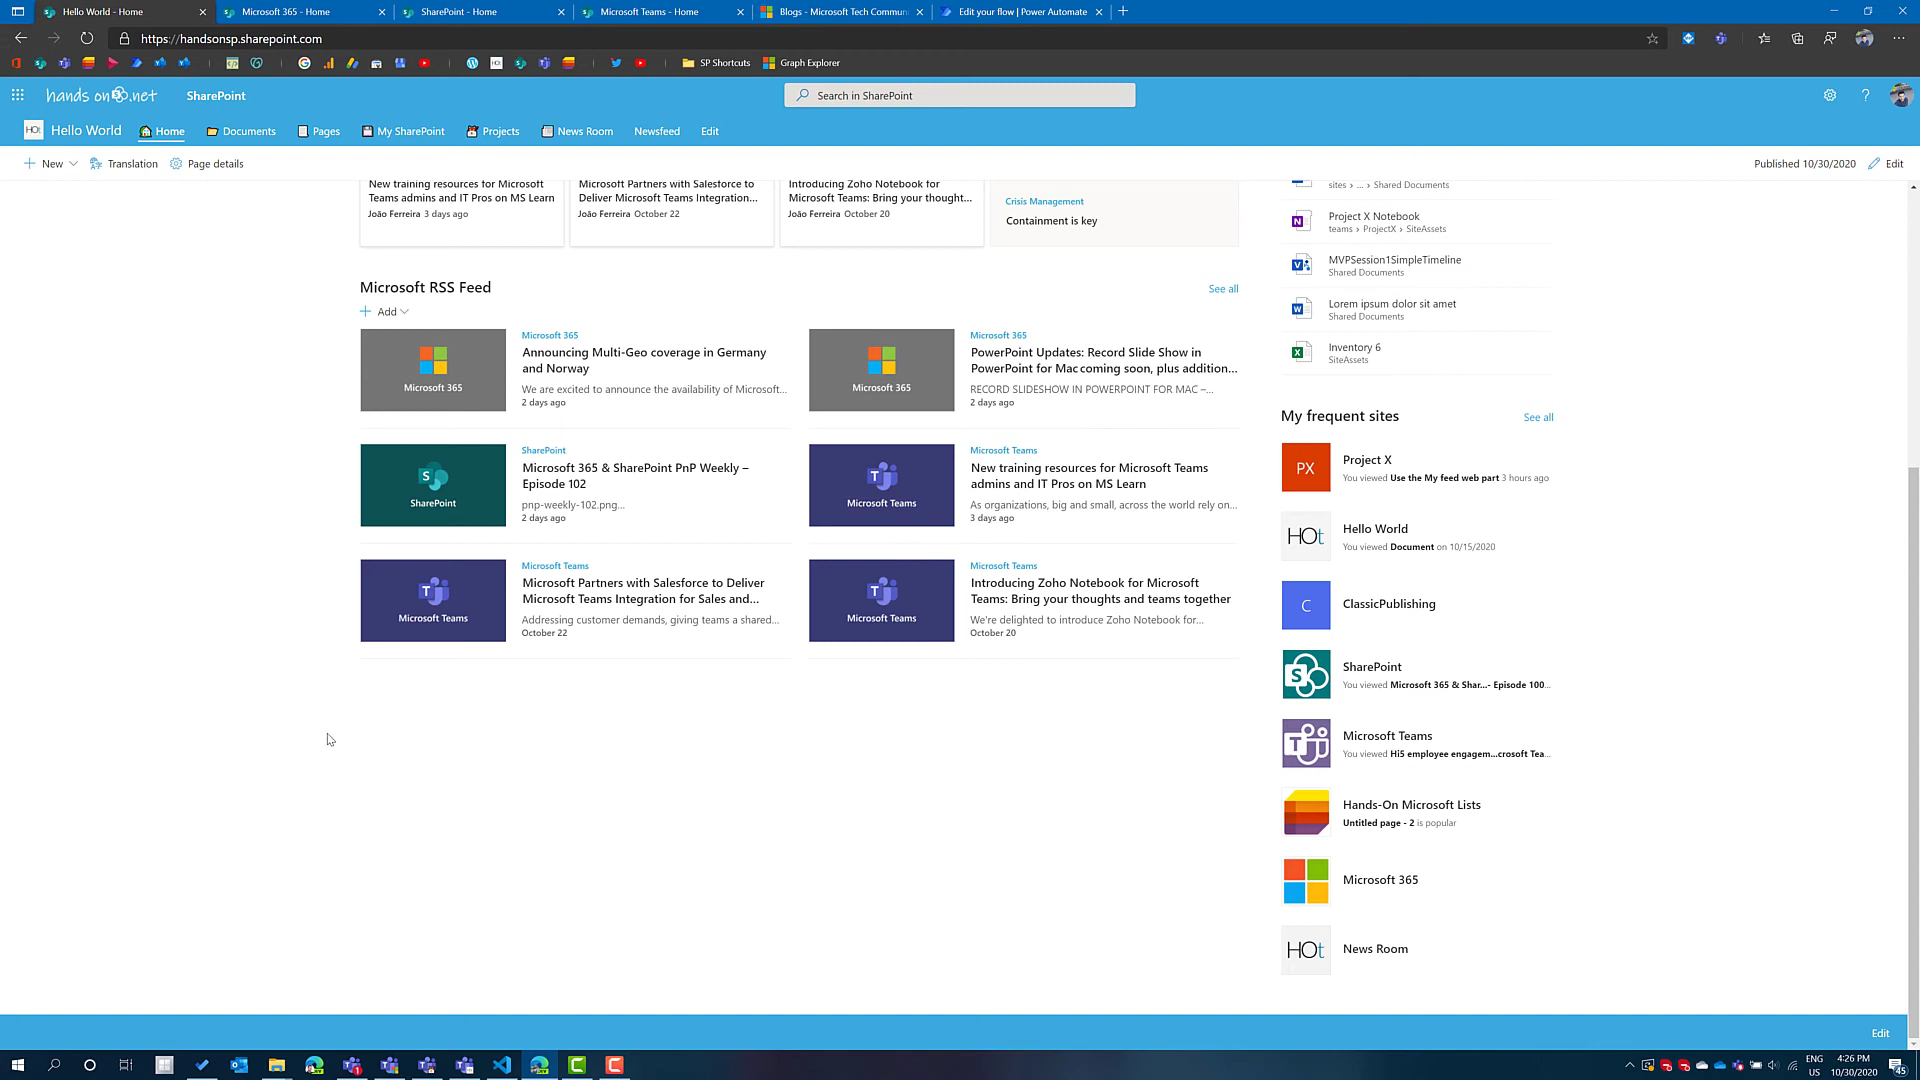 Hello World - Home
Microsoft 365 - Home
SharePoint - Home
Microsoft Teams - Home
Blogs - Microsoft Tech Commun
Edit your flow | Power Automate
https://handsonsp.sharepoint.com
SP Shortcuts
Graph Explorer
hands on sp .net
SharePoint
Search in SharePoint
HOt
Hello World
Home
Documents
Pages
My SharePoint
Projects
News Room
Newsfeed
Edit
New
Translation
Page details
Published 10/30/2020
Edit
New training resources for Microsoft
Teams admins and IT Pros on MS Learn
João Ferreira 3 days ago
Microsoft Partners with Salesforce to
Deliver Microsoft Teams Integration...
João Ferreira October 22
Introducing Zoho Notebook for
Microsoft Teams: Bring your thought...
João Ferreira October 20
Crisis Management
Containment is key
Microsoft RSS Feed
See all
Add
Microsoft 365
Microsoft 365
Announcing Multi-Geo coverage in Germany
and Norway
We are excited to announce the availability of Microsoft...
2 days ago
Microsoft 365
Microsoft 365
PowerPoint Updates: Record Slide Show in
PowerPoint for Mac coming soon, plus addition...
RECORD SLIDESHOW IN POWERPOINT FOR MAC –...
2 days ago
SharePoint
SharePoint
Microsoft 365 & SharePoint PnP Weekly –
Episode 102
pnp-weekly-102.png...
2 days ago
Microsoft Teams
Microsoft Teams
New training resources for Microsoft Teams
admins and IT Pros on MS Learn
As organizations, big and small, across the world rely on...
3 days ago
Microsoft Teams
Microsoft Teams
Microsoft Partners with Salesforce to Deliver
Microsoft Teams Integration for Sales and...
Addressing customer demands, giving teams a shared...
October 22
Microsoft Teams
Microsoft Teams
Introducing Zoho Notebook for Microsoft
Teams: Bring your thoughts and teams together
We're delighted to introduce Zoho Notebook for...
October 20
sites › ... › Shared Documents
Project X Notebook
teams › ProjectX › SiteAssets
MVPSession1SimpleTimeline
Shared Documents
Lorem ipsum dolor sit amet
Shared Documents
Inventory 6
SiteAssets
My frequent sites
See all
PX
Project X
You viewed Use the My feed web part 3 hours ago
HOt
Hello World
You viewed Document on 10/15/2020
C
ClassicPublishing
SharePoint
You viewed Microsoft 365 & Shar...- Episode 100...
Microsoft Teams
You viewed Hi5 employee engagem...crosoft Tea...
Hands-On Microsoft Lists
Untitled page - 2 is popular
Microsoft 365
HOt
News Room
Edit
ENG
US
4:26 PM
10/30/2020
45